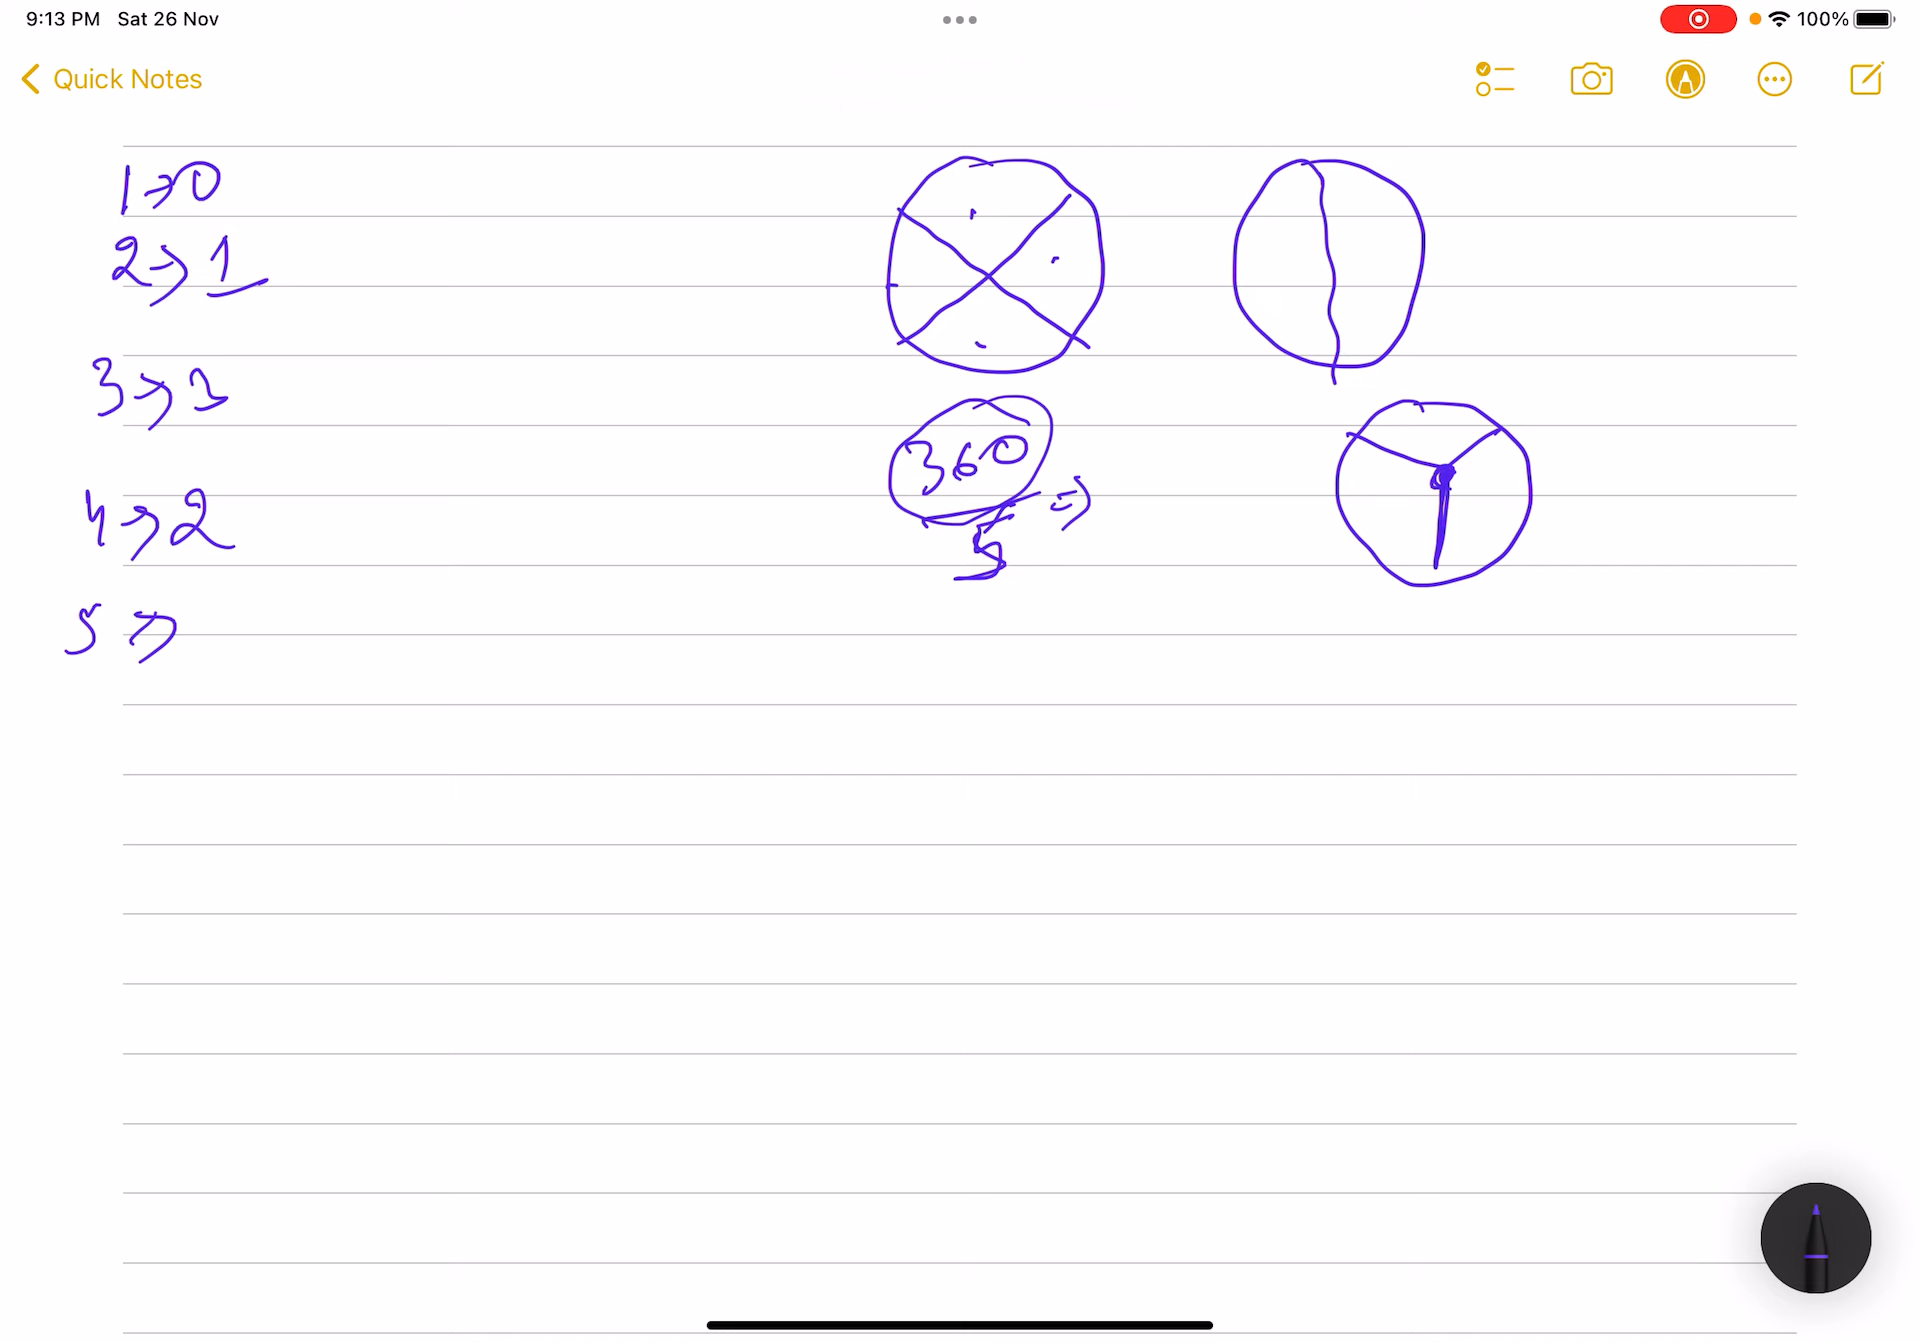 9:13 PM Sat 26 Nov
100%
Quick Notes
1 → 0
2 → 1
3 → 3
4 → 2
5 →
360 =>
5